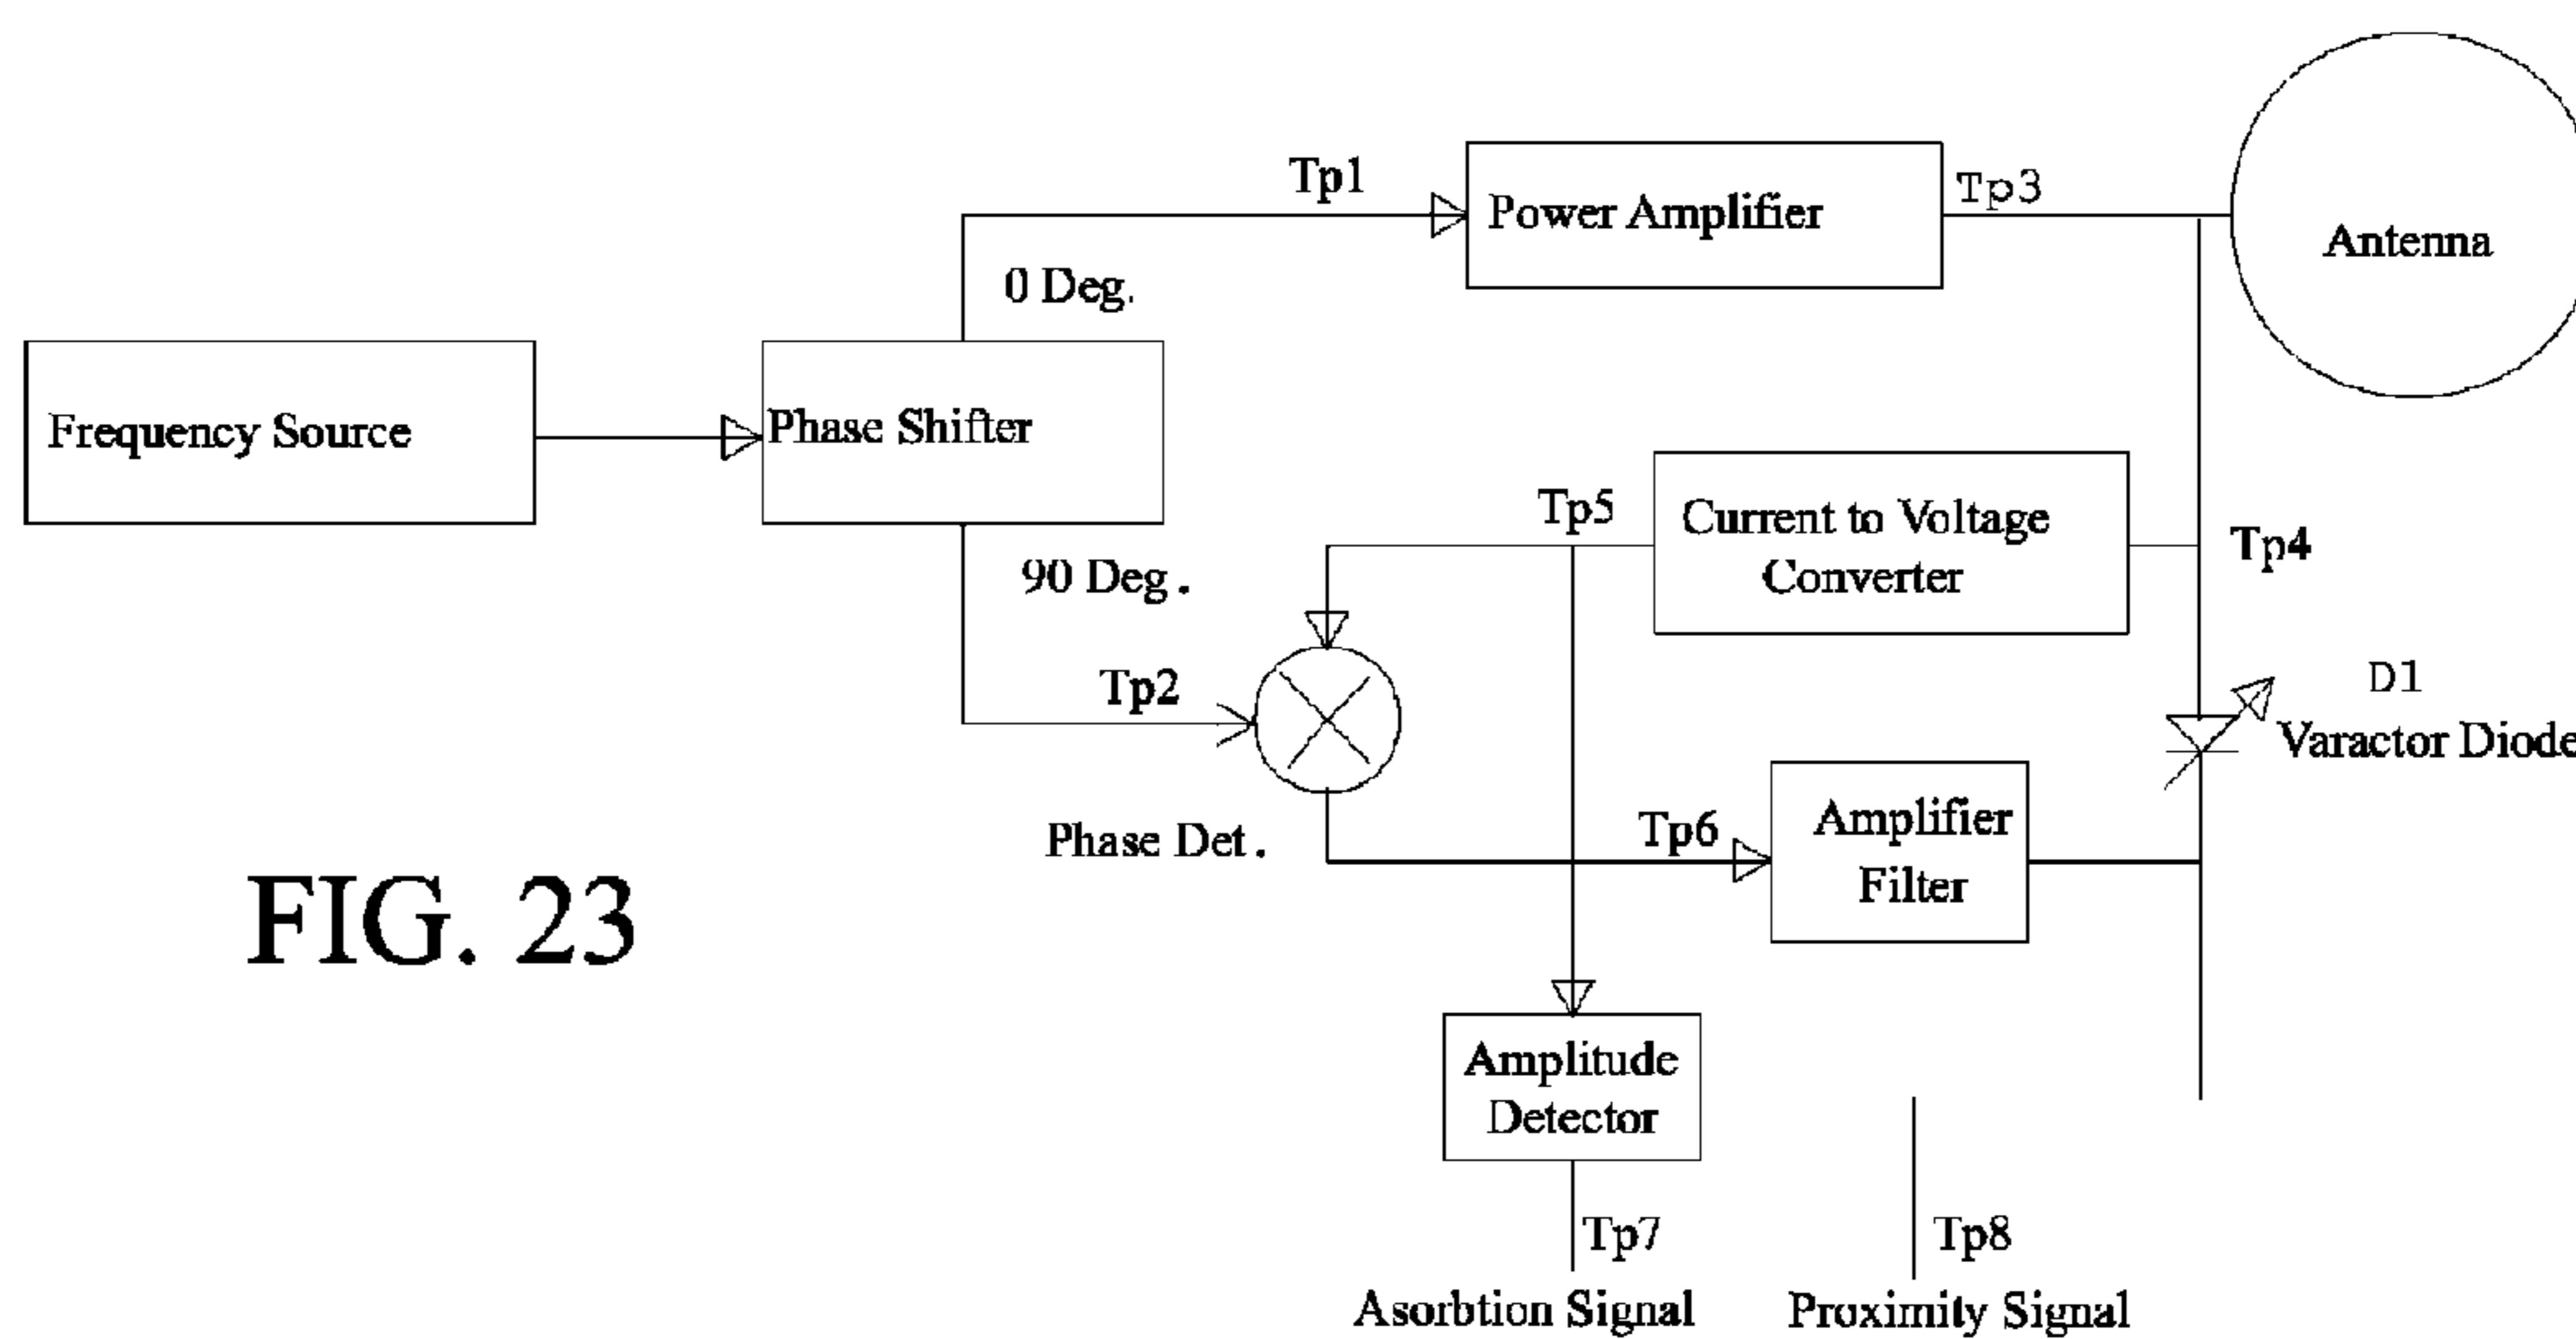 Tp1
Power Amplifier
Tp3
Antenna
0 Deg.
Frequency Source
Phase Shifter
90 Deg.
Tp5
Current to Voltage
Converter
Tp4
Tp2
D1
Varactor Diode
Phase Det.
Tp6
Amplifier
Filter
FIG. 23
Amplitude
Detector
Tp7
Tp8
Asorbtion Signal
Proximity Signal